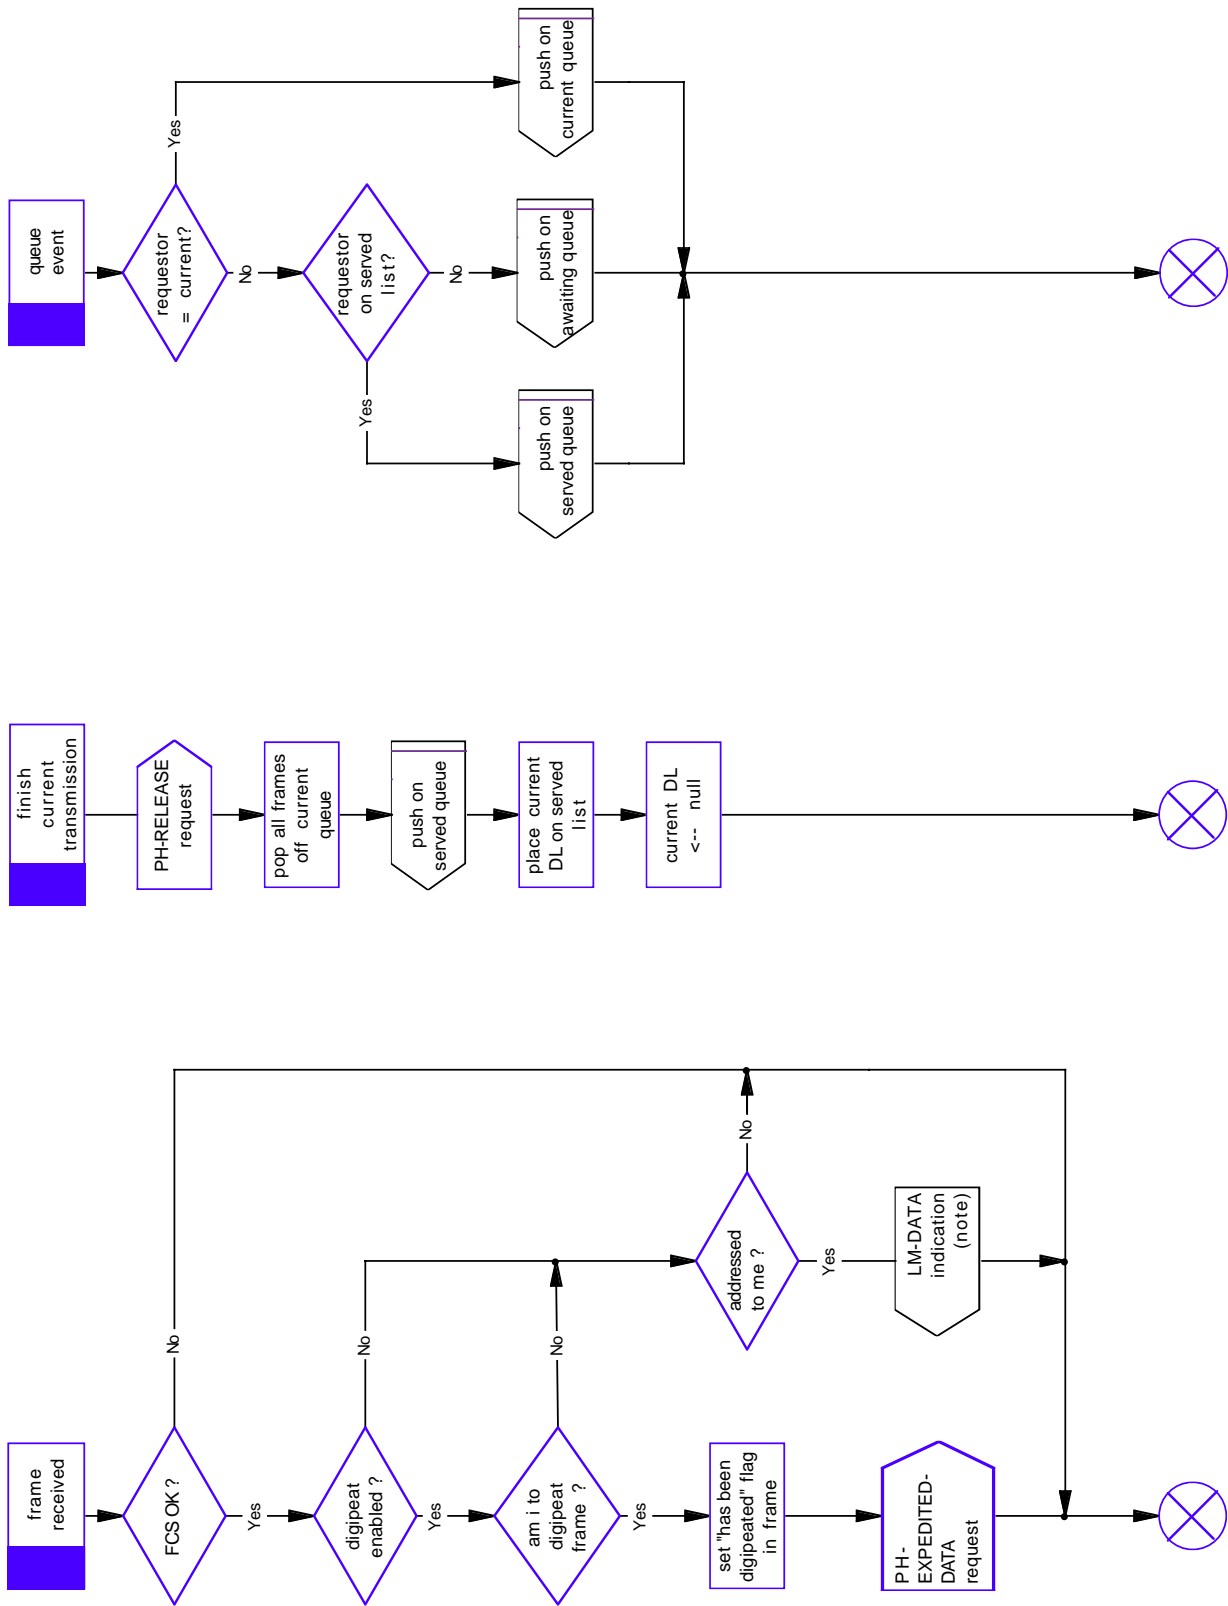 frame
received
FCS OK ?
No
Yes
digipeat
enabled ?
No
Yes
am i to
digipeat
frame ?
No
Yes
set "has been
digipeated" flag
in frame
PH-
EXPEDITED-
DATA
request
addressed
to me ?
No
Yes
LM-DATA
indication
(note)
finish
current
transmission
PH-RELEASE
request
pop all frames
off current
queue
push on
served queue
place current
DL on served
list
current DL
<-- null
queue
event
requestor
= current?
Yes
No
requestor
on served
list?
Yes
No
push on
served queue
push on
awaiting queue
push on
current queue